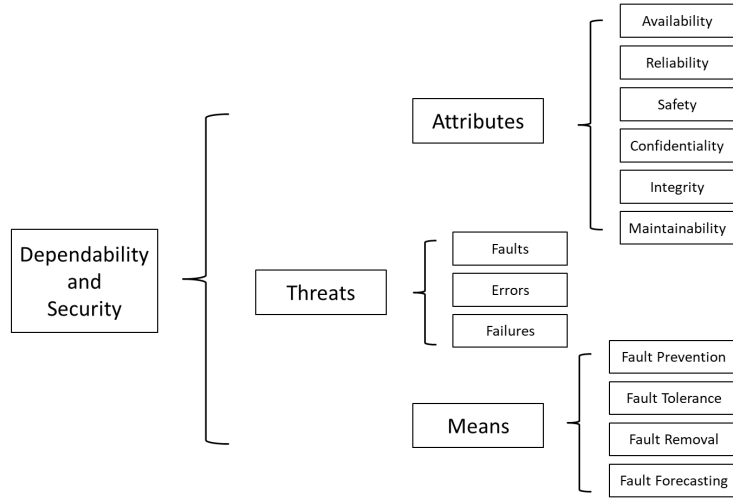 Dependability
and
Security
Attributes
Availability
Reliability
Safety
Confidentiality
Integrity
Maintainability
Threats
Faults
Errors
Failures
Means
Fault Prevention
Fault Tolerance
Fault Removal
Fault Forecasting